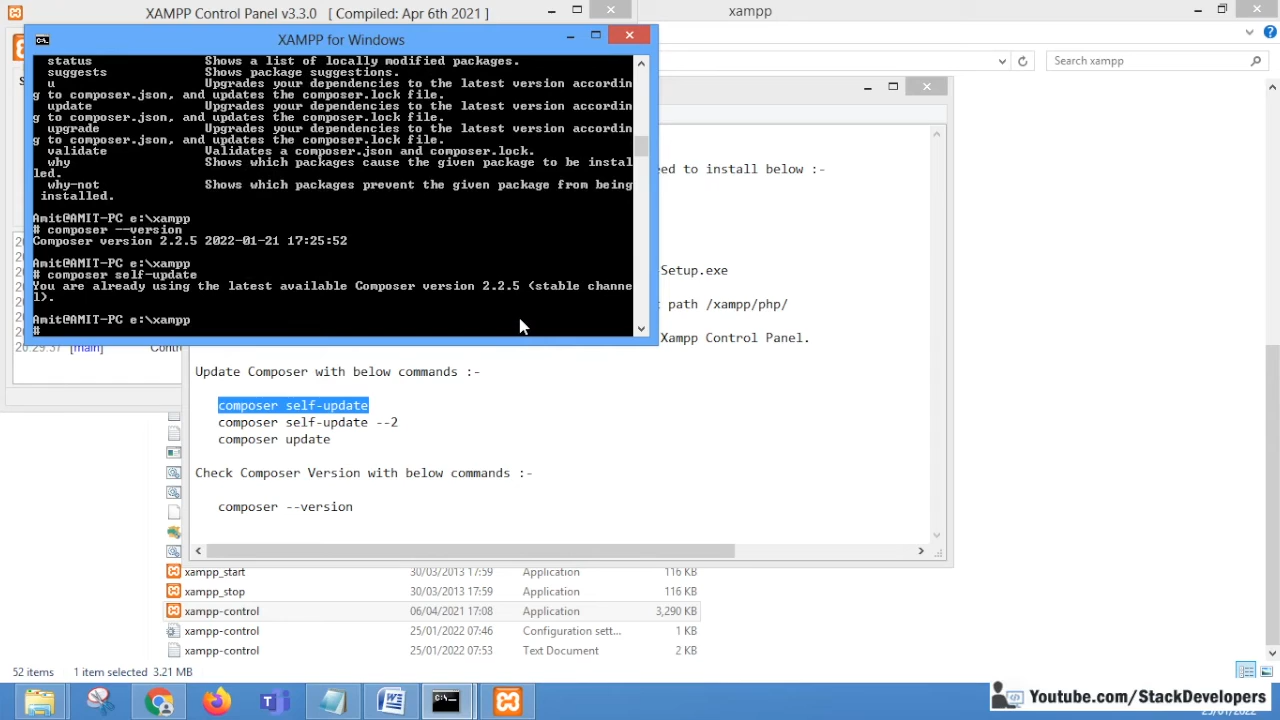 XAMPP Control Panel v3.3.0 [ Compiled: Apr 6th 2021 ]
xampp
XAMPP for Windows
Search xampp
status Shows a list of locally modified packages.
suggests Shows package suggestions.
u Upgrades your dependencies to the latest version accordin
g to composer.json, and updates the composer.lock file.
update Upgrades your dependencies to the latest version accordin
g to composer.json, and updates the composer.lock file.
upgrade Upgrades your dependencies to the latest version accordin
g to composer.json, and updates the composer.lock file.
validate Validates a composer.json and composer.lock.
why Shows which packages cause the given package to be instal
led.
why-not Shows which packages prevent the given package from being
installed.
Amit@AMIT-PC e:\xampp
# composer --version
Composer version 2.2.5 2022-01-21 17:25:52
Amit@AMIT-PC e:\xampp
# composer self-update
You are already using the latest available Composer version 2.2.5 (stable channe
l).
Amit@AMIT-PC e:\xampp
#
eed to install below :-
Setup.exe
path /xampp/php/
Xampp Control Panel.
20:29:37 [main] Contr
Update Composer with below commands :-
composer self-update
composer self-update --2
composer update
Check Composer Version with below commands :-
composer --version
xampp_start 30/03/2013 17:59 Application 116 KB
xampp_stop 30/03/2013 17:59 Application 116 KB
xampp-control 06/04/2021 17:08 Application 3,290 KB
xampp-control 25/01/2022 07:46 Configuration sett... 1 KB
xampp-control 25/01/2022 07:53 Text Document 2 KB
52 items 1 item selected 3.21 MB
Youtube.com/StackDevelopers